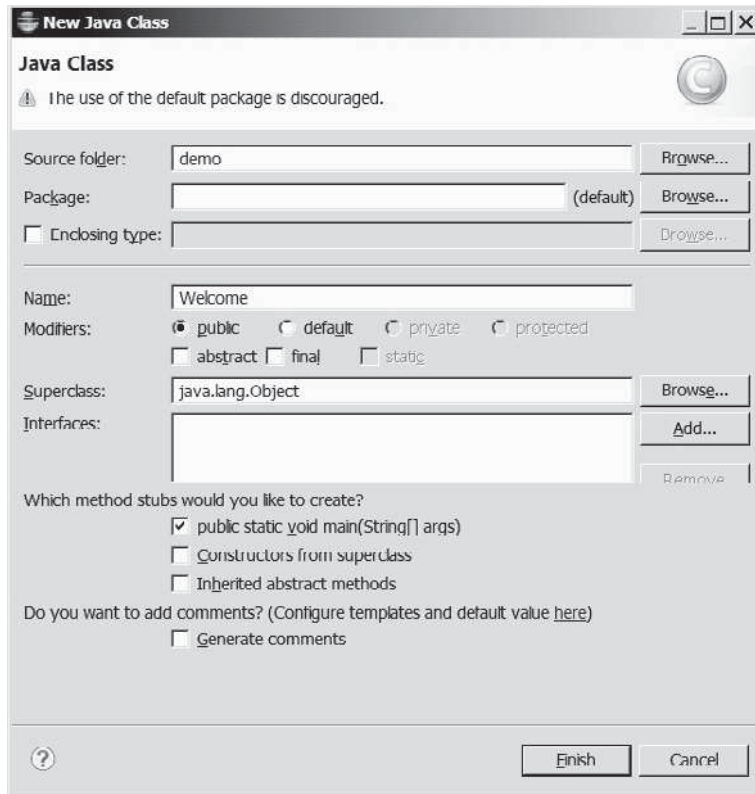 New Java Class
Java Class
The use of the default package is discouraged.
Source folder: demo Browse...
Package: (default) Browse...
Enclosing type: Browse...
Name: Welcome
Modifiers: public default private protected
abstract final static
Superclass: java.lang.Object Browse...
Interfaces: Add...
Remove
Which method stubs would you like to create?
public static void main(String[] args)
Constructors from superclass
Inherited abstract methods
Do you want to add comments? (Configure templates and default value here)
Generate comments
? Finish Cancel